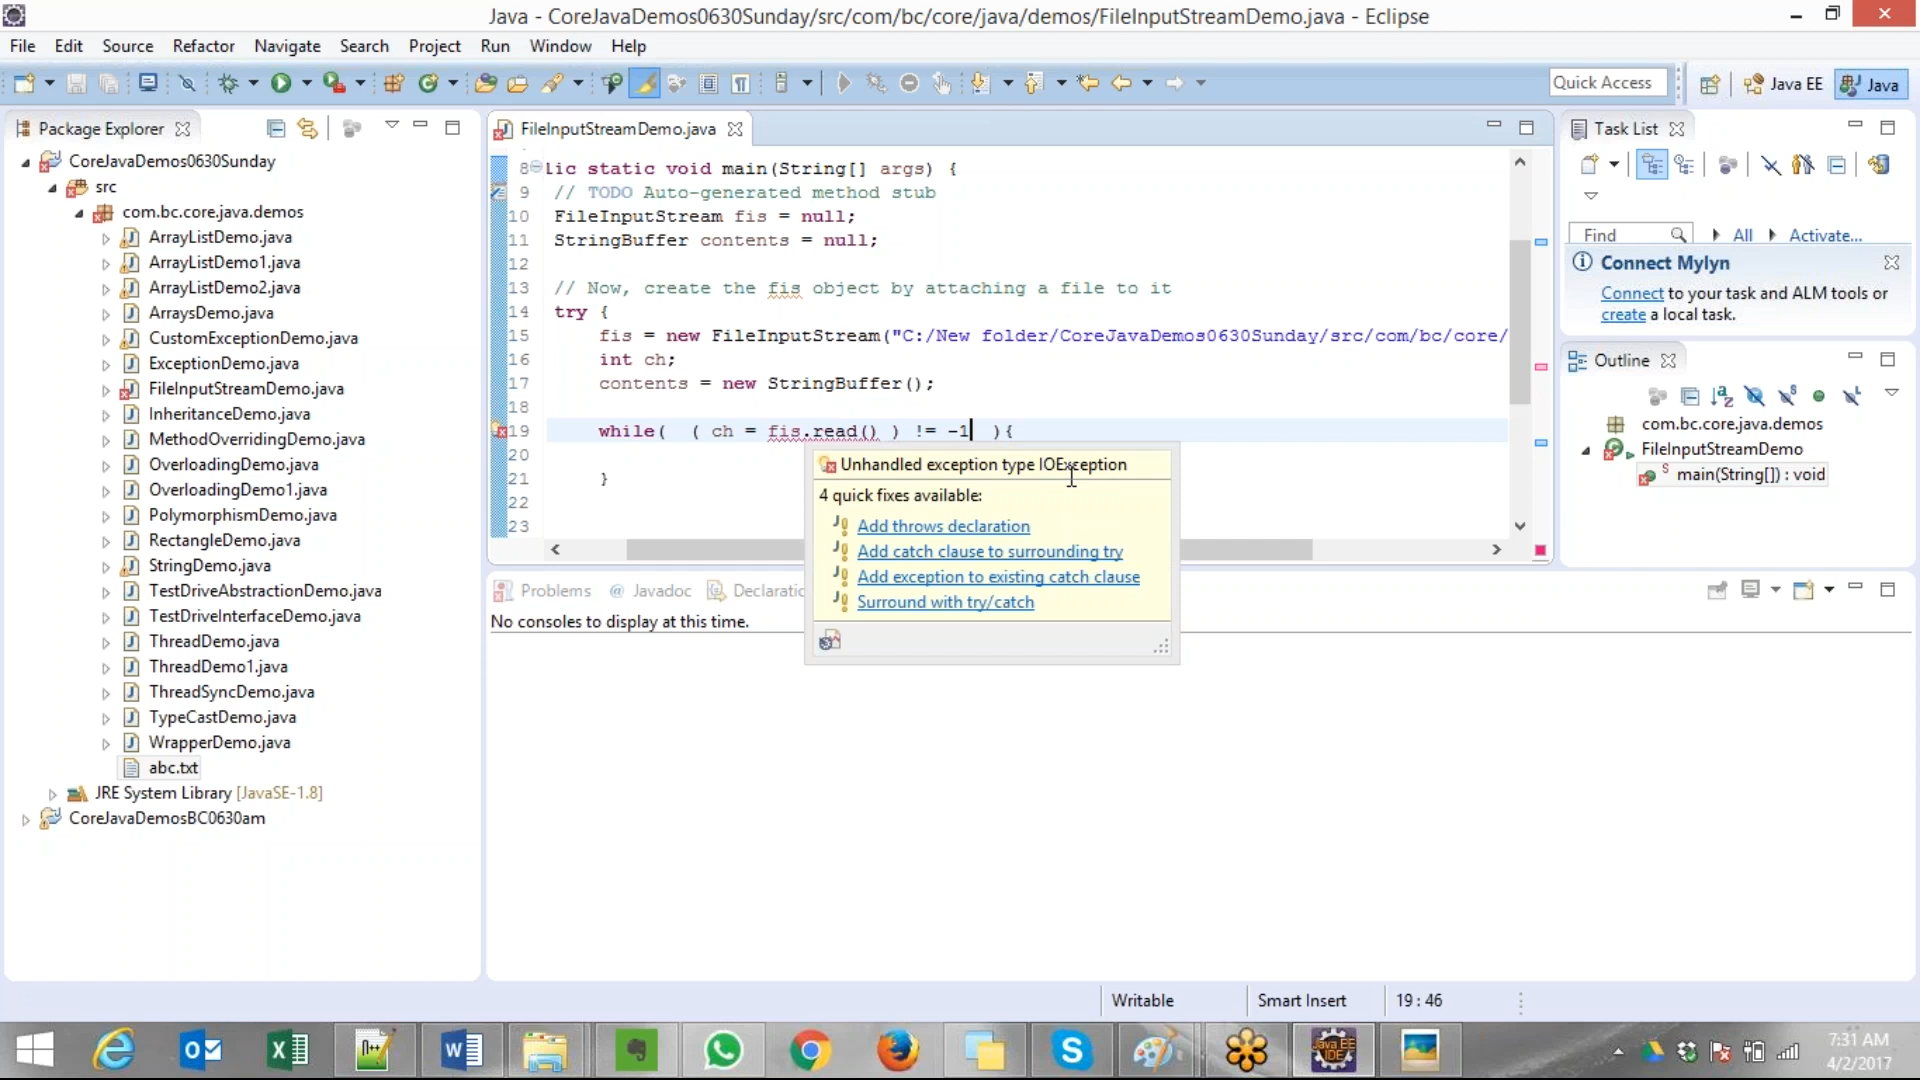 Java - CoreJavaDemos0630Sunday/src/com/bc/core/java/demos/FileInputStreamDemo.java - Eclipse
File Edit Source Refactor Navigate Search Project Run Window Help
Quick Access Java EE Java
Package Explorer
CoreJavaDemos0630Sunday
src
com.bc.core.java.demos
ArrayListDemo.java
ArrayListDemo1.java
ArrayListDemo2.java
ArraysDemo.java
CustomExceptionDemo.java
ExceptionDemo.java
FileInputStreamDemo.java
InheritanceDemo.java
MethodOverridingDemo.java
OverloadingDemo.java
OverloadingDemo1.java
PolymorphismDemo.java
RectangleDemo.java
StringDemo.java
TestDriveAbstractionDemo.java
TestDriveInterfaceDemo.java
ThreadDemo.java
ThreadDemo1.java
ThreadSyncDemo.java
TypeCastDemo.java
WrapperDemo.java
abc.txt
JRE System Library [JavaSE-1.8]
CoreJavaDemosBC0630am
FileInputStreamDemo.java
8 lic static void main(String[] args) {
9 // TODO Auto-generated method stub
10 FileInputStream fis = null;
11 StringBuffer contents = null;
12
13 // Now, create the fis object by attaching a file to it
14 try {
15 fis = new FileInputStream("C:/New folder/CoreJavaDemos0630Sunday/src/com/bc/core/
16 int ch;
17 contents = new StringBuffer();
18
19 while( ( ch = fis.read() ) != -1 ){
20
21 }
22
23
Unhandled exception type IOException
4 quick fixes available:
Add throws declaration
Add catch clause to surrounding try
Add exception to existing catch clause
Surround with try/catch
Problems @ Javadoc Declaratic
No consoles to display at this time.
Task List
Find All Activate...
Connect Mylyn
Connect to your task and ALM tools or
create a local task.
Outline
com.bc.core.java.demos
FileInputStreamDemo
S main(String[]) : void
Writable Smart Insert 19 : 46
7:31 AM
4/2/2017